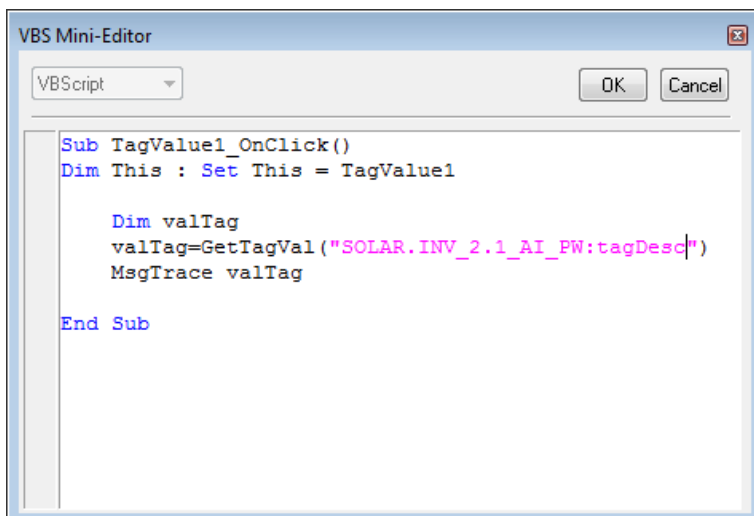 VBS Mini-Editor
VBScript
OK
Cancel
Sub TagValue1_OnClick()
Dim This : Set This = TagValue1
Dim valTag
valTag=GetTagVal("SOLAR.INV_2.1_AI_PW:tagDesc")
MsgTrace valTag
End Sub